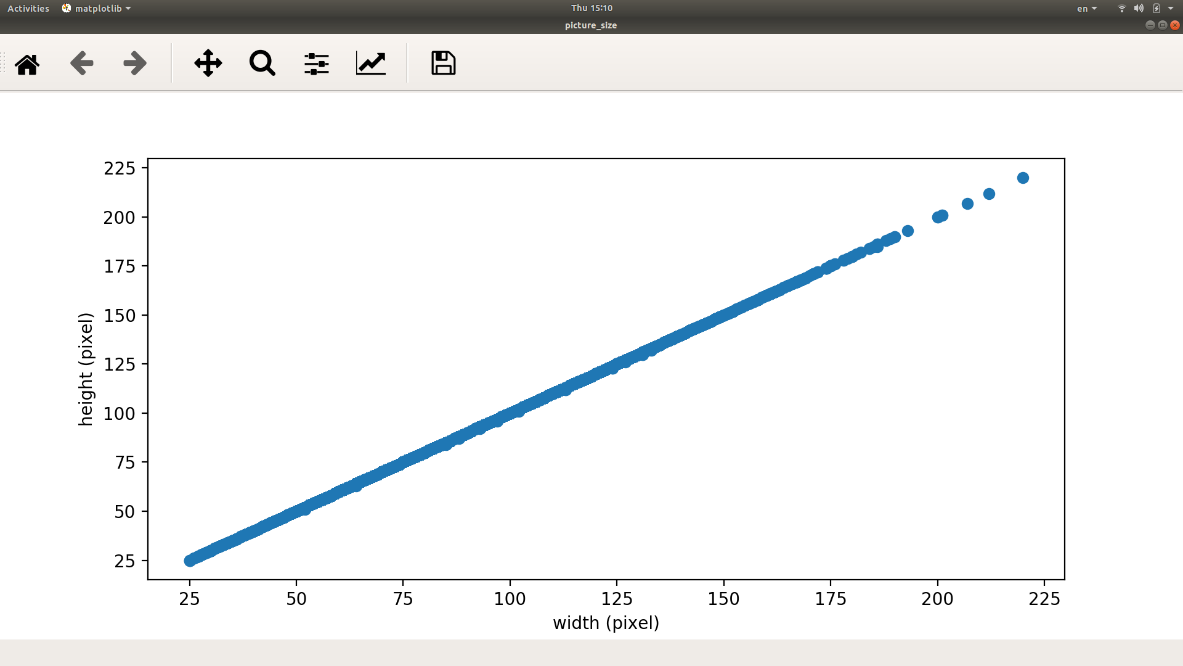 Activities matplotlib Thu 15:10 en
picture_size
225
200
175
150
125
100
75
50
25
height (pixel)
25 50 75 100 125 150 175 200 225
width (pixel)